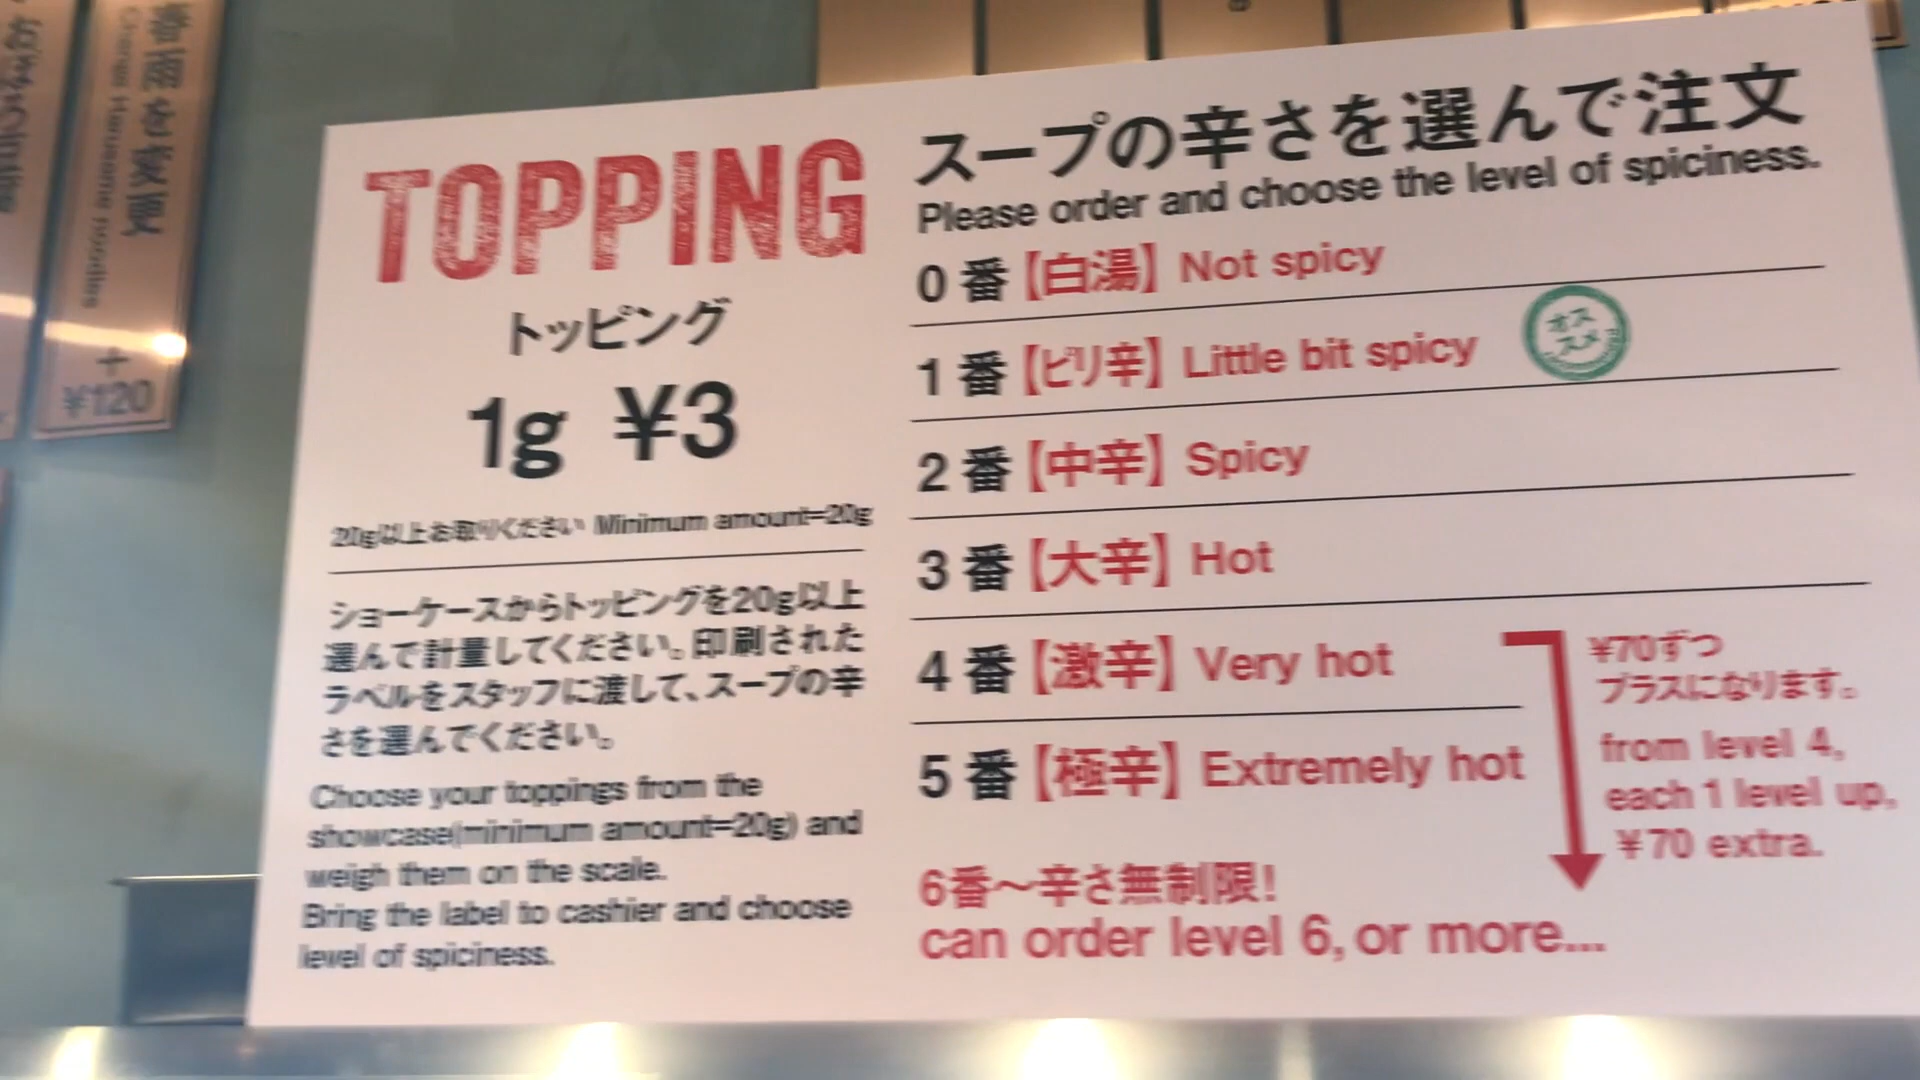 春雨を変更
Change Harusame noodles
+
¥120
TOPPING
トッピング
1g ¥3
20g以上お取りください Minimum amount=20g
ショーケースからトッピングを20g以上
選んで計量してください。印刷された
ラベルをスタッフに渡して、スープの辛
さを選んでください。
Choose your toppings from the
showcase(minimum amount=20g) and
weigh them on the scale.
Bring the label to cashier and choose
level of spiciness.
スープの辛さを選んで注文
Please order and choose the level of spiciness.
0番【白湯】Not spicy
1番【ピリ辛】Little bit spicy
オス
スメ
2番【中辛】Spicy
3番【大辛】Hot
4番【激辛】Very hot
5番【極辛】Extremely hot
¥70ずつ
プラスになります。
from level 4,
each 1 level up,
¥70 extra.
6番〜辛さ無制限!
can order level 6, or more...